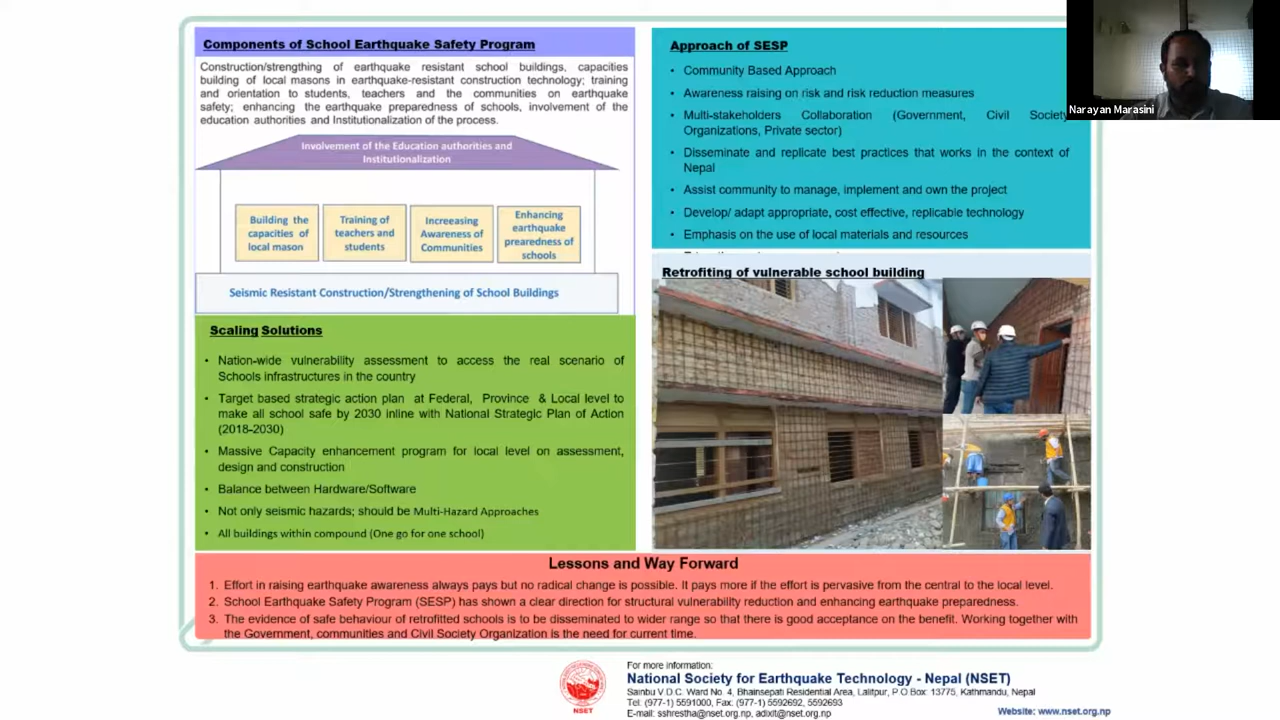 Components of School Earthquake Safety Program
Construction/strengthing of earthquake resistant school buildings, capacities
building of local masons in earthquake-resistant construction technology; training
and orientation to students, teachers and the communities on earthquake
safety; enhancing the earthquake preparedness of schools, involvement of the
education authorities and Institutionalization of the process.
Involvement of the Education authorities and
Institutionalization
Building the
capacities of
local mason
Training of
teachers and
students
Increeasing
Awareness of
Communities
Enhancing
earthquake
prearedness of
schools
Seismic Resistant Construction/Strengthening of School Buildings
Scaling Solutions
• Nation-wide vulnerability assessment to access the real scenario of
Schools infrastructures in the country
• Target based strategic action plan at Federal, Province & Local level to
make all school safe by 2030 inline with National Strategic Plan of Action
(2018-2030)
• Massive Capacity enhancement program for local level on assessment,
design and construction
• Balance between Hardware/Software
• Not only seismic hazards; should be Multi-Hazard Approaches
• All buildings within compound (One go for one school)
Approach of SESP
• Community Based Approach
• Awareness raising on risk and risk reduction measures
• Multi-stakeholders Collaboration (Government, Civil Society
Organizations, Private sector)
• Disseminate and replicate best practices that works in the context of
Nepal
• Assist community to manage, implement and own the project
• Develop/ adapt appropriate, cost effective, replicable technology
• Emphasis on the use of local materials and resources
Retrofiting of vulnerable school building
Narayan Marasini
Lessons and Way Forward
1. Effort in raising earthquake awareness always pays but no radical change is possible. It pays more if the effort is pervasive from the central to the local level.
2. School Earthquake Safety Program (SESP) has shown a clear direction for structural vulnerability reduction and enhancing earthquake preparedness.
3. The evidence of safe behaviour of retrofitted schools is to be disseminated to wider range so that there is good acceptance on the benefit. Working together with
the Government, communities and Civil Society Organization is the need for current time.
NSET
For more information:
National Society for Earthquake Technology - Nepal (NSET)
Sainbu V.D.C. Ward No. 4, Bhainsepati Residential Area, Lalitpur, P O Box: 13775, Kathmandu, Nepal
Tel: (977-1) 5591000, Fax: (977-1) 5592692, 5592693
E-mail: sshrestha@nset.org.np, adixit@nset.org.np
Website: www.nset.org.np